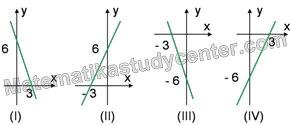 y
6
3
x
(I)
y
6
- 3
x
(II)
y
x
- 3
- 6
(III)
y
x
3
- 6
(IV)
Matematikastudycenter.com